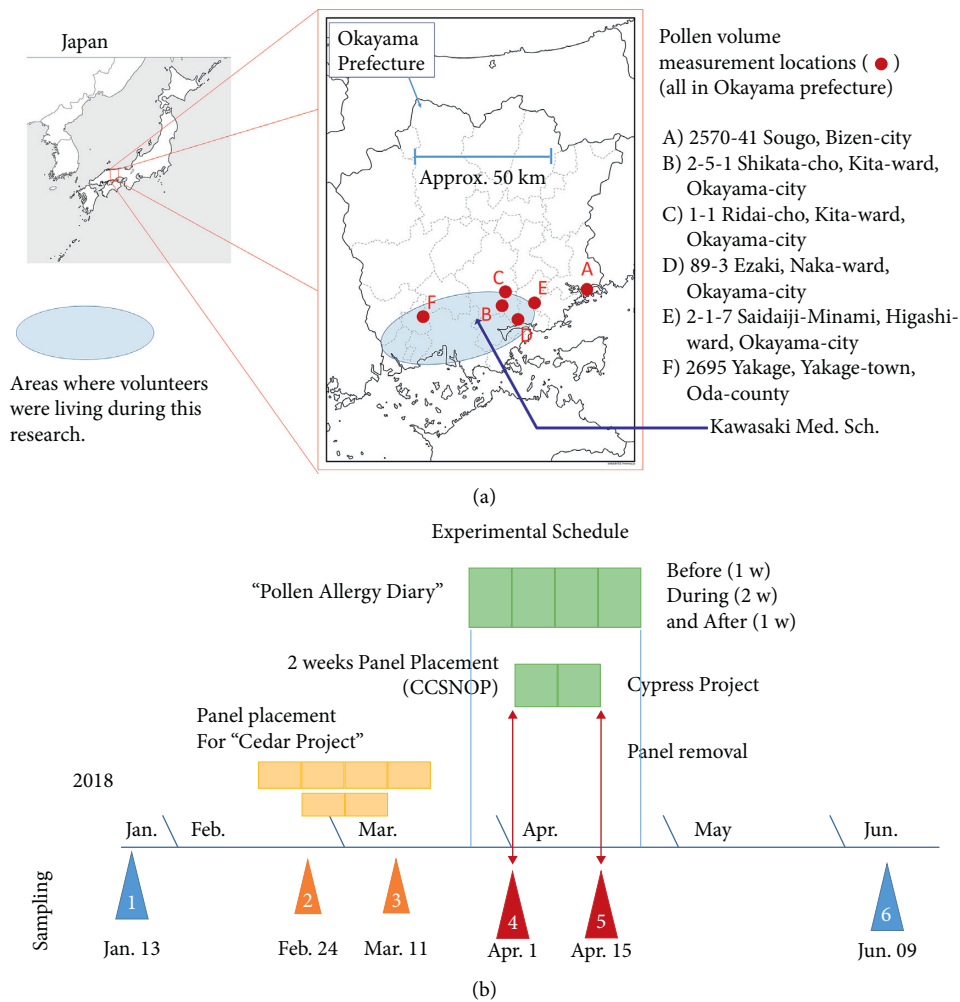 Japan
Okayama
Prefecture
Approx. 50 km
A
C
E
F
B
D
Pollen volume
measurement locations ( )
(all in Okayama prefecture)
A) 2570-41 Sougo, Bizen-city
B) 2-5-1 Shikata-cho, Kita-ward,
Okayama-city
C) 1-1 Ridai-cho, Kita-ward,
Okayama-city
D) 89-3 Ezaki, Naka-ward,
Okayama-city
E) 2-1-7 Saidaiji-Minami, Higashi-
ward, Okayama-city
F) 2695 Yakage, Yakage-town,
Oda-county
Kawasaki Med. Sch.
Areas where volunteers
were living during this
research.
(a)
Experimental Schedule
“Pollen Allergy Diary”
Before (1 w)
During (2 w)
and After (1 w)
2 weeks Panel Placement
(CCSNOP)
Cypress Project
Panel placement
For “Cedar Project”
Panel removal
2018
Jan.
Feb.
Mar.
Apr.
May
Jun.
Sampling
1
2
3
4
5
6
Jan. 13
Feb. 24
Mar. 11
Apr. 1
Apr. 15
Jun. 09
(b)